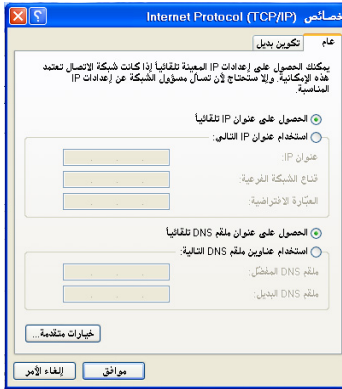 خصائص Internet Protocol (TCP/IP)
عام
تكوين بديل
يمكنك الحصول على إعدادات IP المعينة تلقائياً إذا كانت شبكة الاتصال تعتمد
هذه الإمكانية. وإلا ستحتاج لأن تسأل مسؤول الشبكة عن إعدادات IP
المناسبة.
الحصول على عنوان IP تلقائياً
استخدام عنوان IP التالي:
عنوان IP:
قناع الشبكة الفرعية:
العبّارة الافتراضية:
الحصول على عنوان ملقم DNS تلقائياً
استخدام عناوين ملقم DNS التالية:
ملقم DNS المفضّل:
ملقم DNS البديل:
خيارات متقدمة...
موافق
إلغاء الأمر